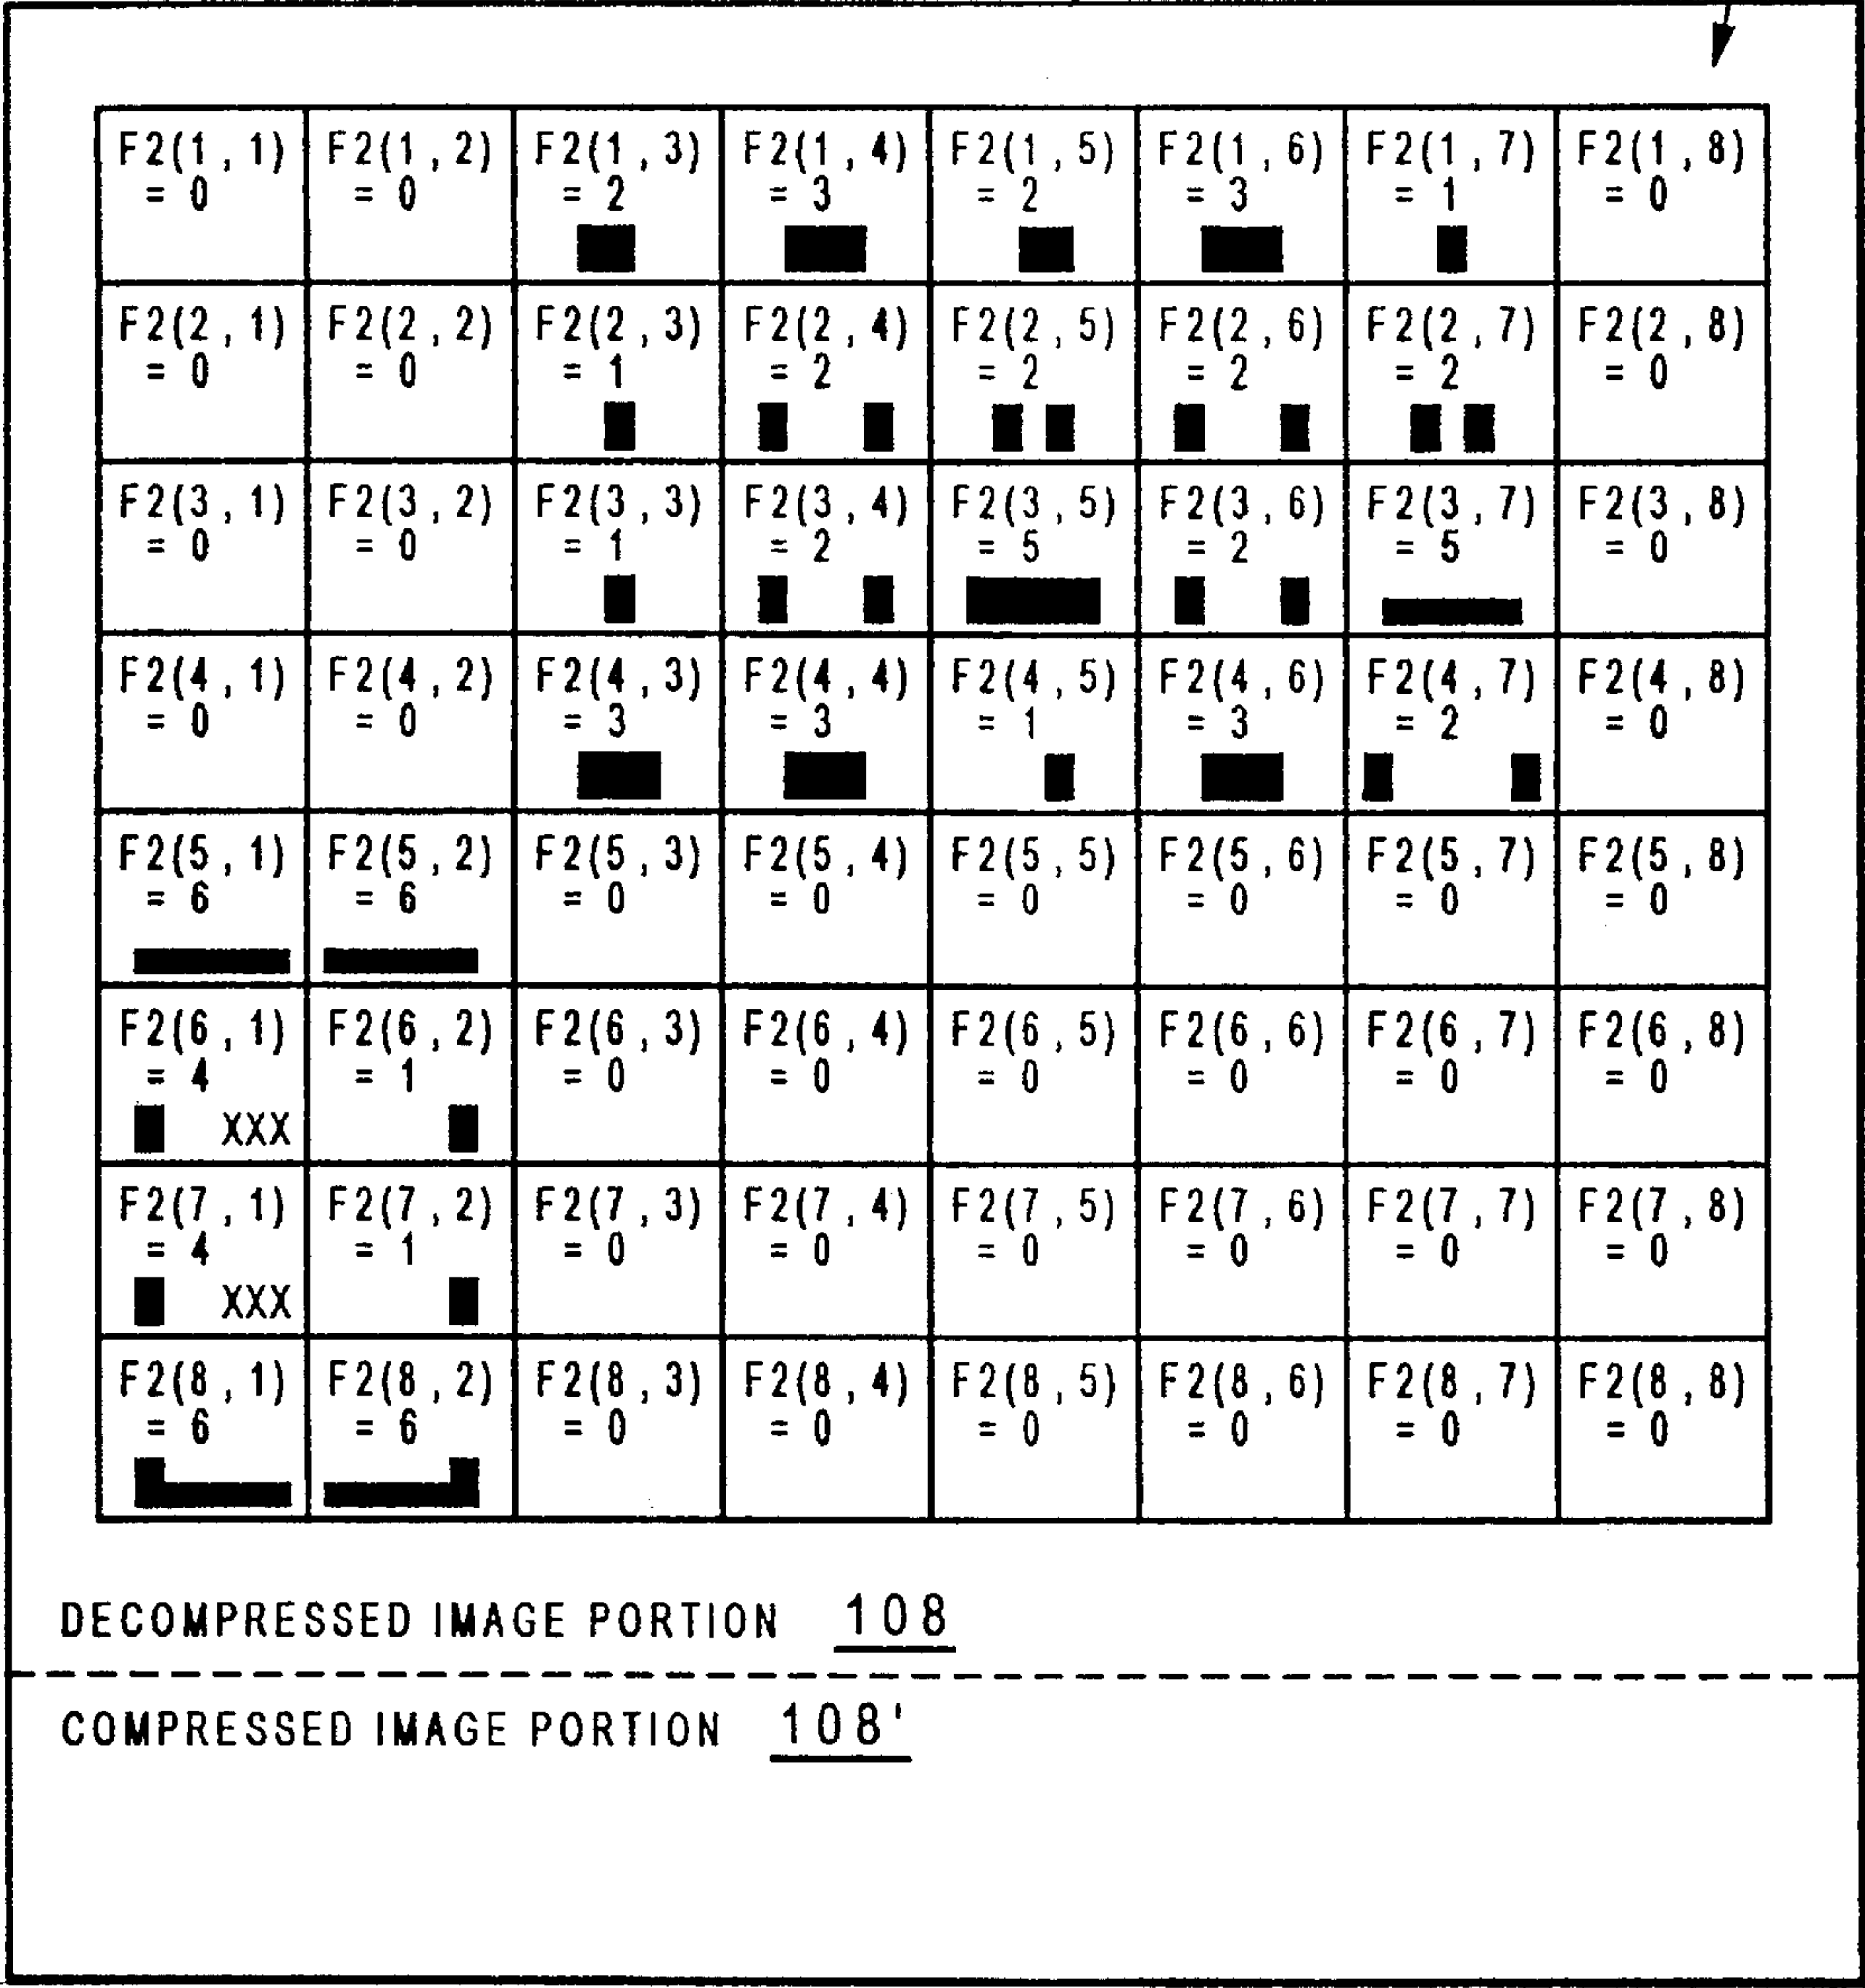 F2(1,1) F2(1,2) F2(1,3) F2(1,4) F2(1,5) F2(1,6) F2(1,7) F2(1,8)
= 0 = 0 = 2 = 3 = 2 = 3 = 1 = 0
F2(2,1) F2(2,2) F2(2,3) F2(2,4) F2(2,5) F2(2,6) F2(2,7) F2(2,8)
= 0 = 0 = 1 = 2 = 2 = 2 = 2 = 0
F2(3,1) F2(3,2) F2(3,3) F2(3,4) F2(3,5) F2(3,6) F2(3,7) F2(3,8)
= 0 = 0 = 1 = 2 = 5 = 2 = 5 = 0
F2(4,1) F2(4,2) F2(4,3) F2(4,4) F2(4,5) F2(4,6) F2(4,7) F2(4,8)
= 0 = 0 = 3 = 3 = 1 = 3 = 2 = 0
F2(5,1) F2(5,2) F2(5,3) F2(5,4) F2(5,5) F2(5,6) F2(5,7) F2(5,8)
= 6 = 6 = 0 = 0 = 0 = 0 = 0 = 0
F2(6,1) F2(6,2) F2(6,3) F2(6,4) F2(6,5) F2(6,6) F2(6,7) F2(6,8)
= 4 = 1 = 0 = 0 = 0 = 0 = 0 = 0
XXX
F2(7,1) F2(7,2) F2(7,3) F2(7,4) F2(7,5) F2(7,6) F2(7,7) F2(7,8)
= 4 = 1 = 0 = 0 = 0 = 0 = 0 = 0
XXX
F2(8,1) F2(8,2) F2(8,3) F2(8,4) F2(8,5) F2(8,6) F2(8,7) F2(8,8)
= 6 = 6 = 0 = 0 = 0 = 0 = 0 = 0
DECOMPRESSED IMAGE PORTION 108
COMPRESSED IMAGE PORTION 108'